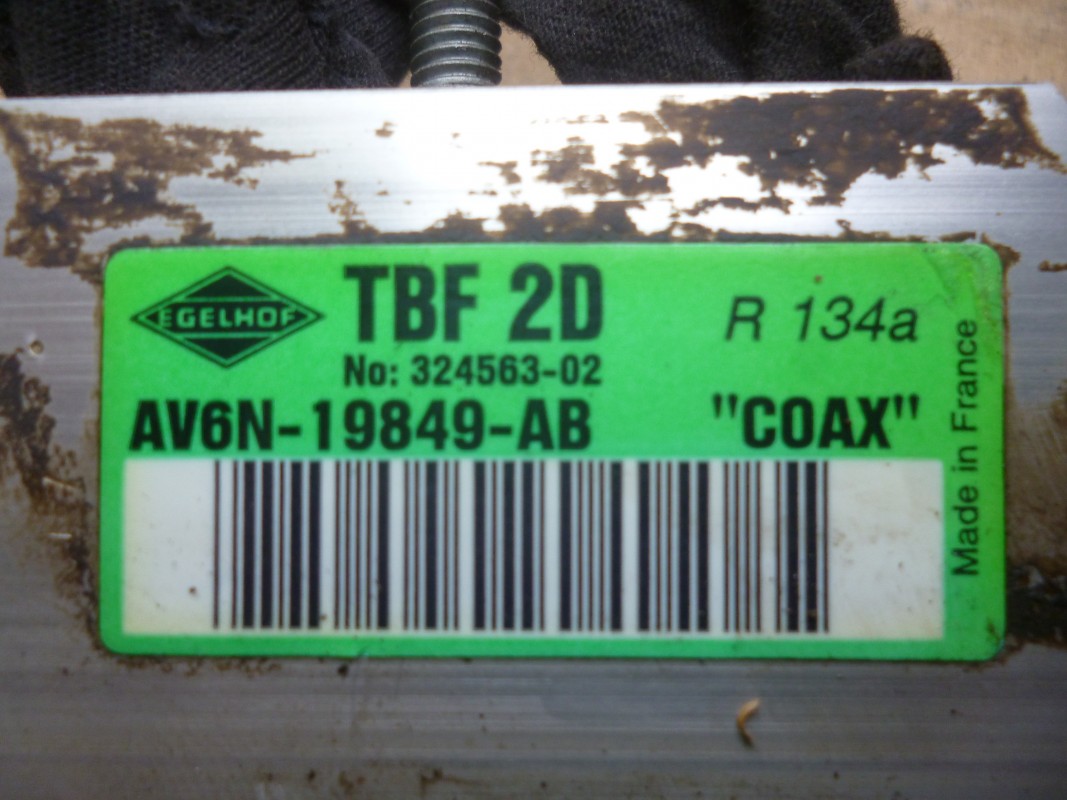 EGELHOF
TBF 2D
R 134a
No: 324563-02
AV6N-19849-AB
"COAX"
Made in France